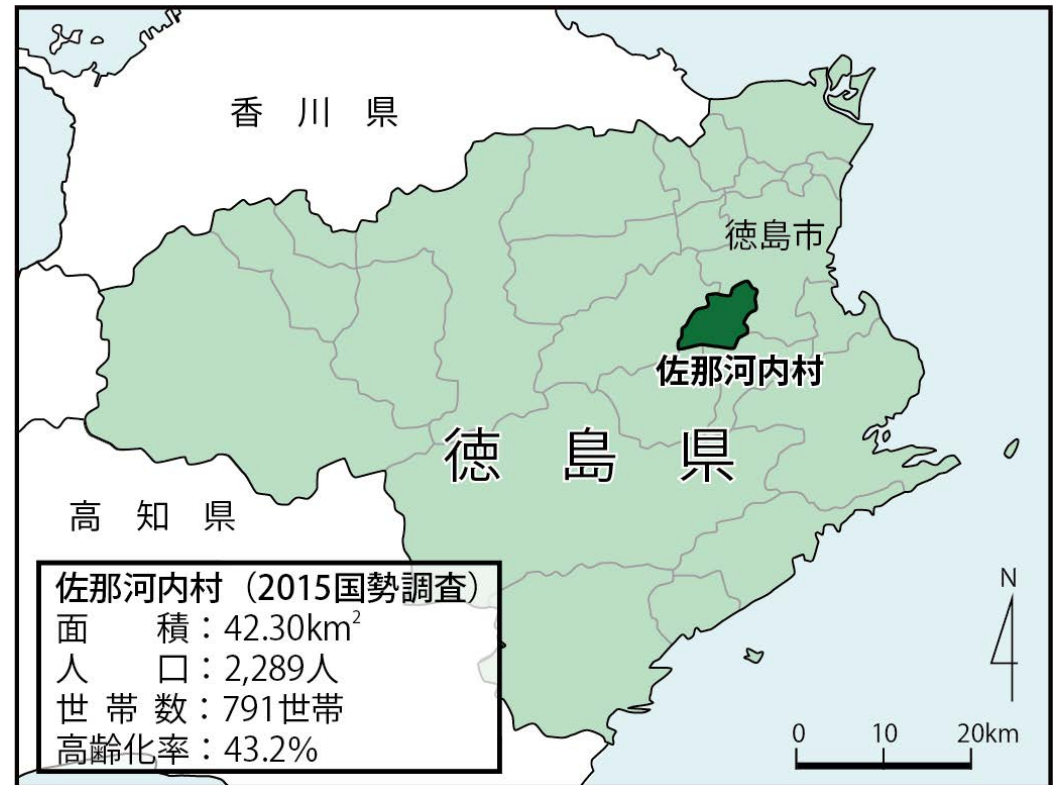 香川県
徳島市
佐那河内村
徳島県
高知県
佐那河内村（2015国勢調査）
面積：42.30km²
人口：2,289人
世帯数：791世帯
高齢化率：43.2%
N
0 10 20km